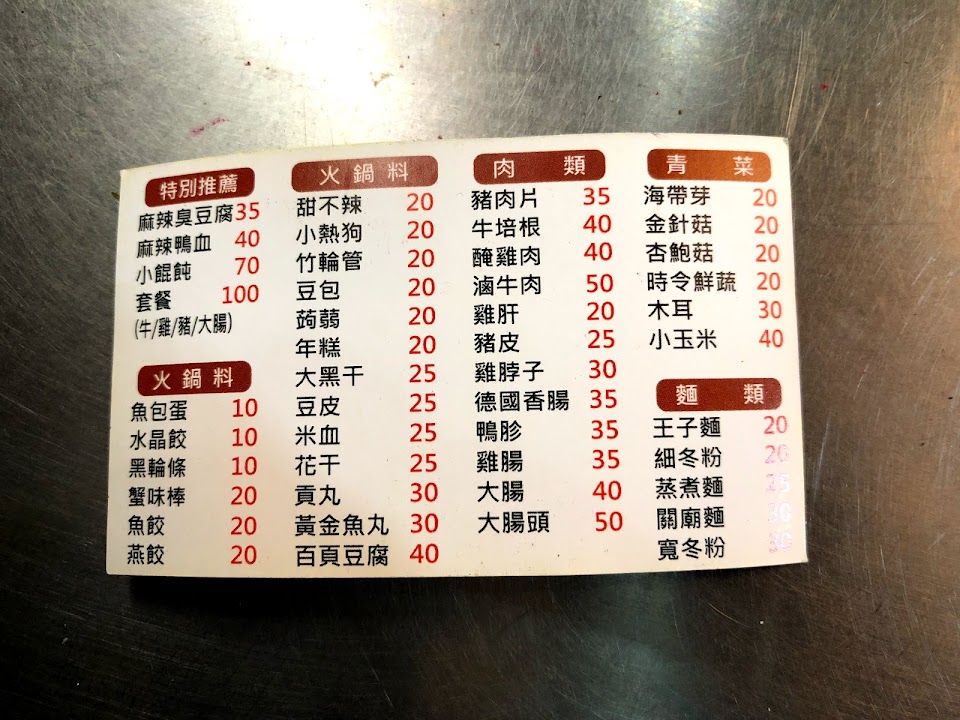 特別推薦
麻辣臭豆腐 35
麻辣鴨血 40
小餛飩 70
套餐 100
(牛/雞/豬/大腸)
火鍋料
魚包蛋 10
水晶餃 10
黑輪條 10
蟹味棒 20
魚餃 20
燕餃 20
火鍋料
甜不辣 20
小熱狗 20
竹輪管 20
豆包 20
蒟蒻 20
年糕 20
大黑干 25
豆皮 25
米血 25
花干 25
貢丸 30
黃金魚丸 30
百頁豆腐 40
肉類
豬肉片 35
牛培根 40
醃雞肉 40
滷牛肉 50
雞肝 20
豬皮 25
雞脖子 30
德國香腸 35
鴨胗 35
雞腸 35
大腸 40
大腸頭 50
青菜
海帶芽 20
金針菇 20
杏鮑菇 20
時令鮮蔬 20
木耳 30
小玉米 40
麵類
王子麵 20
細冬粉 20
蒸煮麵 25
關廟麵 30
寬冬粉 30